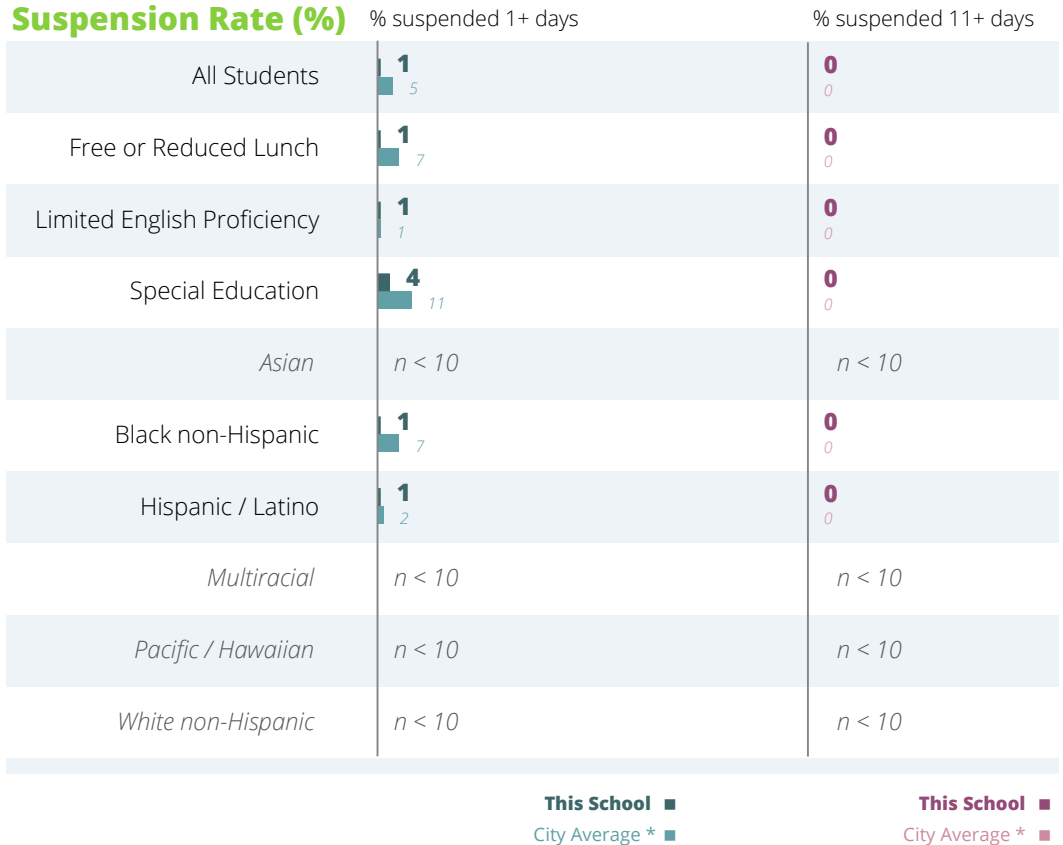 Suspension Rate (%) % suspended 1+ days % suspended 11+ days
All Students 1 0
5 0
Free or Reduced Lunch 1 0
7 0
Limited English Proficiency 1 0
1 0
Special Education 4 0
11 0
Asian n < 10 n < 10
Black non-Hispanic 1 0
7 0
Hispanic / Latino 1 0
2 0
Multiracial n < 10 n < 10
Pacific / Hawaiian n < 10 n < 10
White non-Hispanic n < 10 n < 10
This School This School
City Average * City Average *